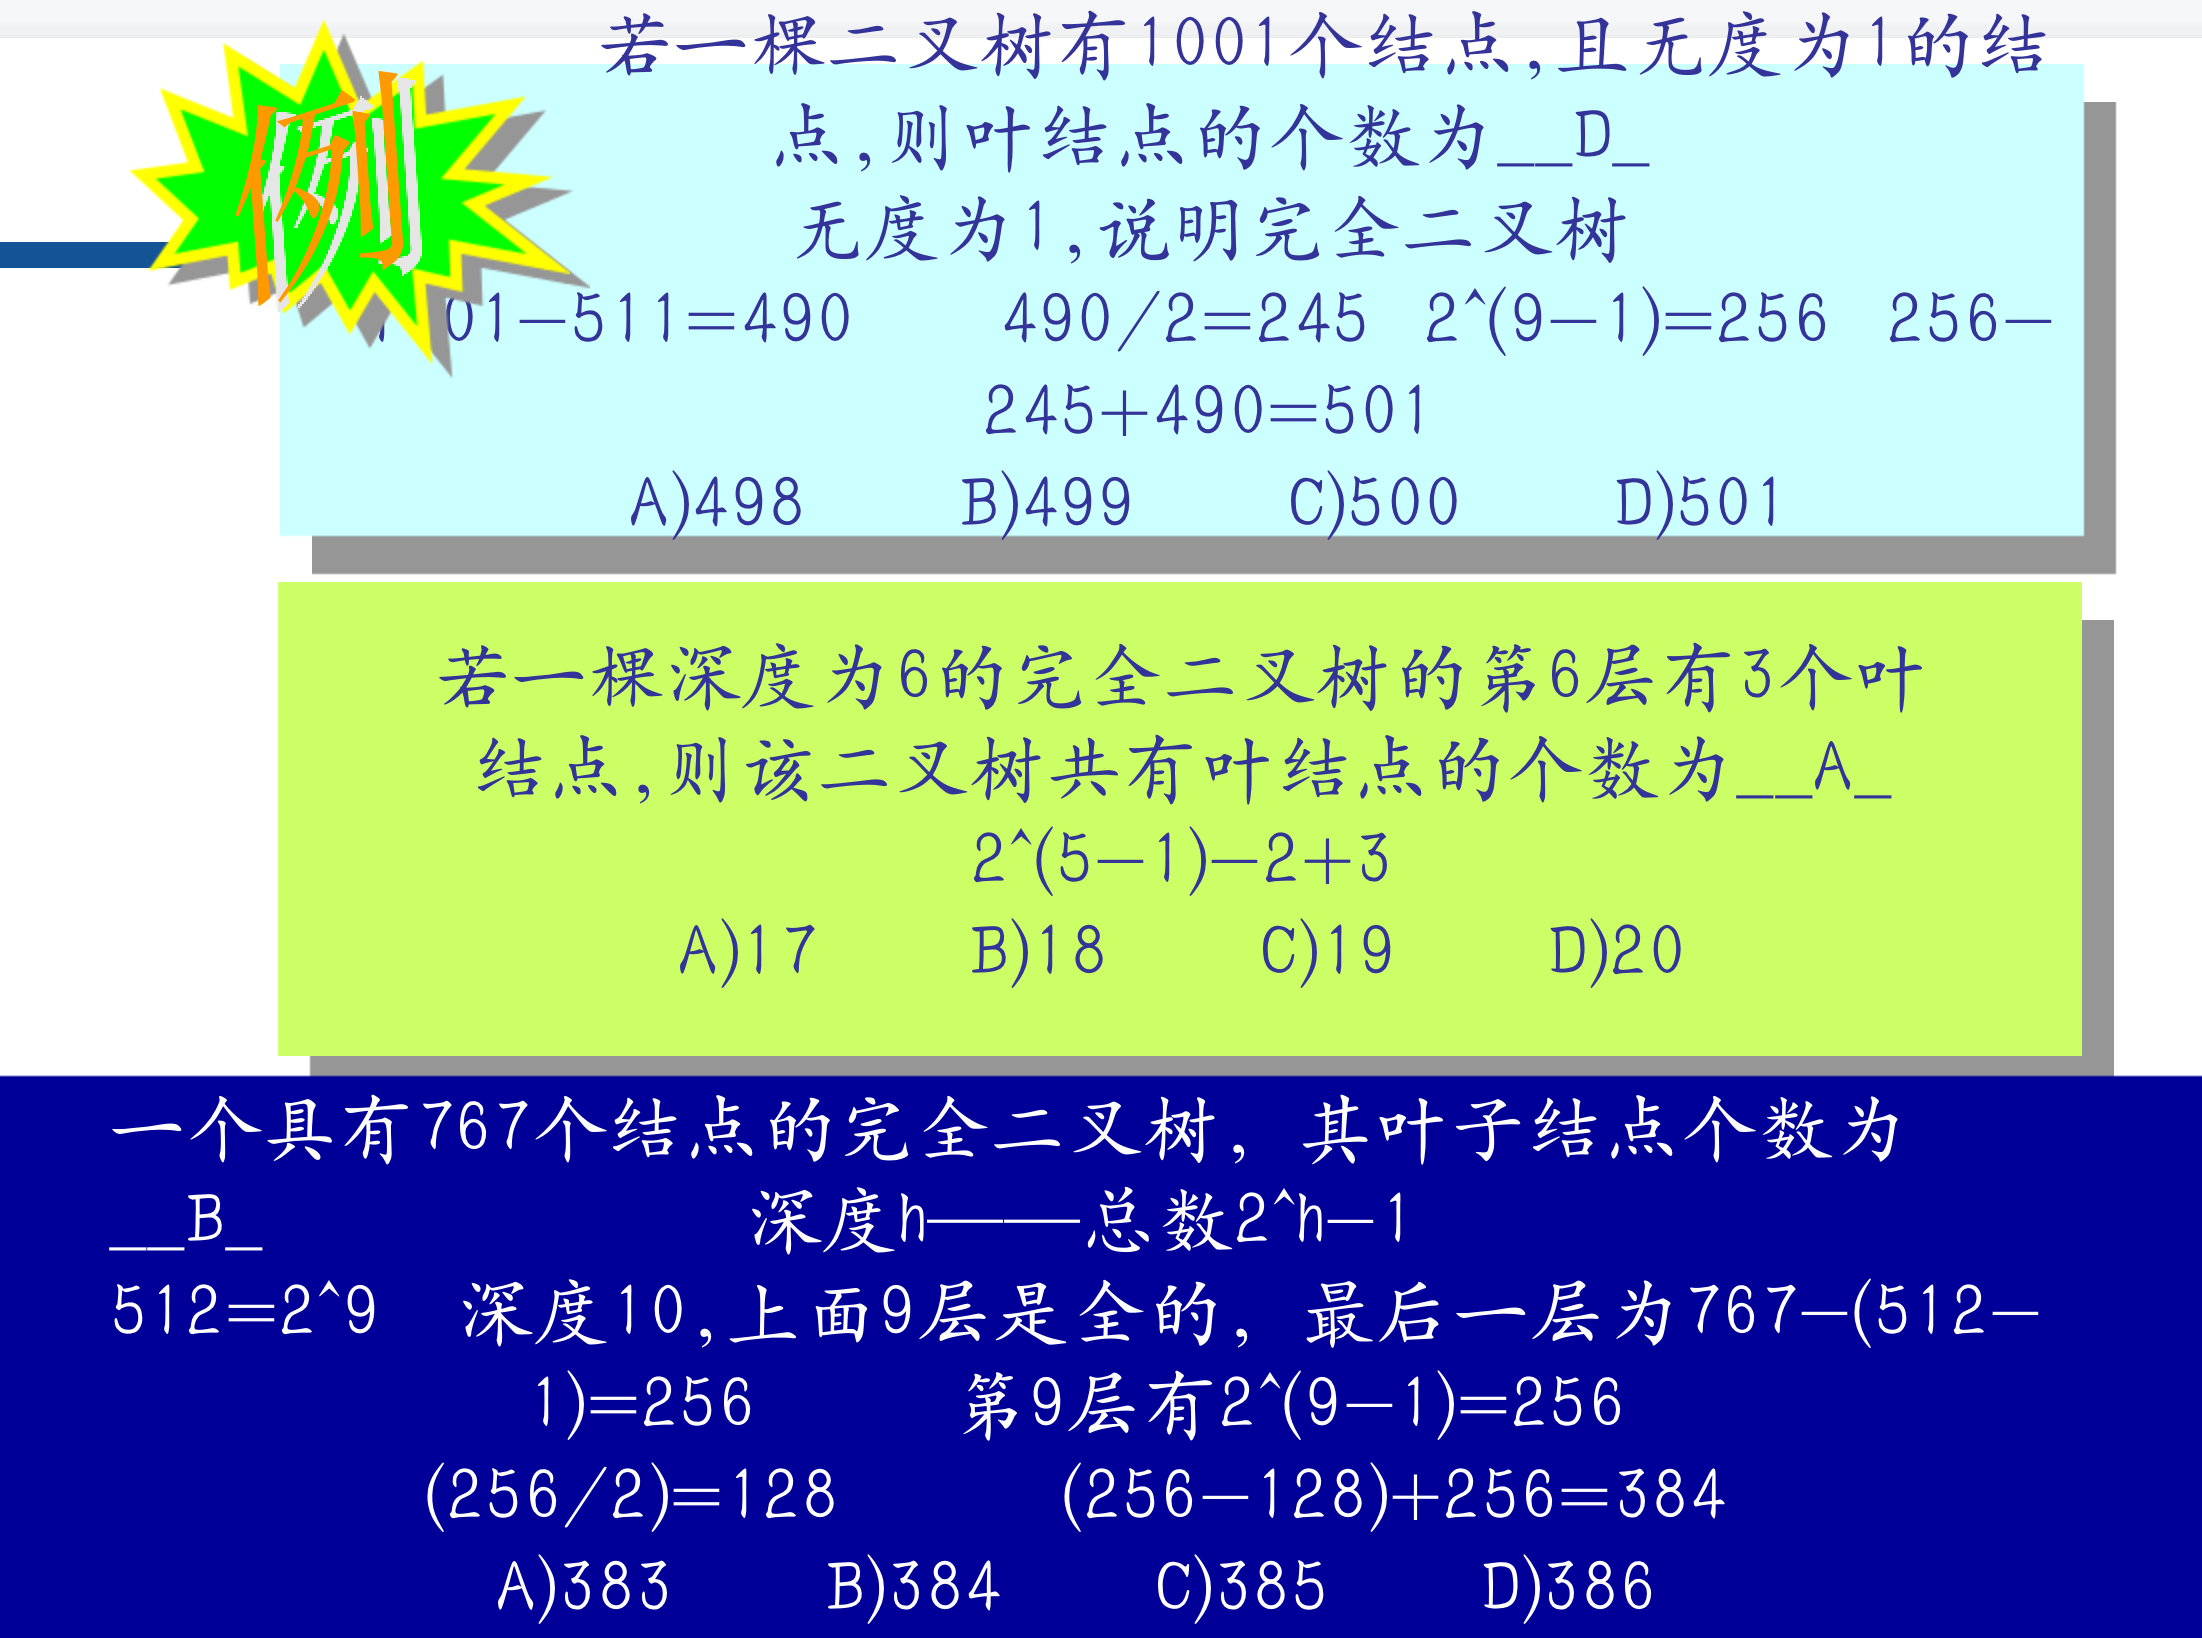 若一棵二叉树有1001个结点,且无度为1的结
点,则叶结点的个数为__D_
无度为1,说明完全二叉树
例
01-511=490 490/2=245 2^(9-1)=256 256-
245+490=501
A)498 B)499 C)500 D)501
若一棵深度为6的完全二叉树的第6层有3个叶
结点,则该二叉树共有叶结点的个数为__A_
2^(5-1)-2+3
A)17 B)18 C)19 D)20
一个具有767个结点的完全二叉树，其叶子结点个数为
__B_ 深度h——总数2^h-1
512=2^9 深度10,上面9层是全的，最后一层为767-(512-
1)=256 第9层有2^(9-1)=256
(256/2)=128 (256-128)+256=384
A)383 B)384 C)385 D)386